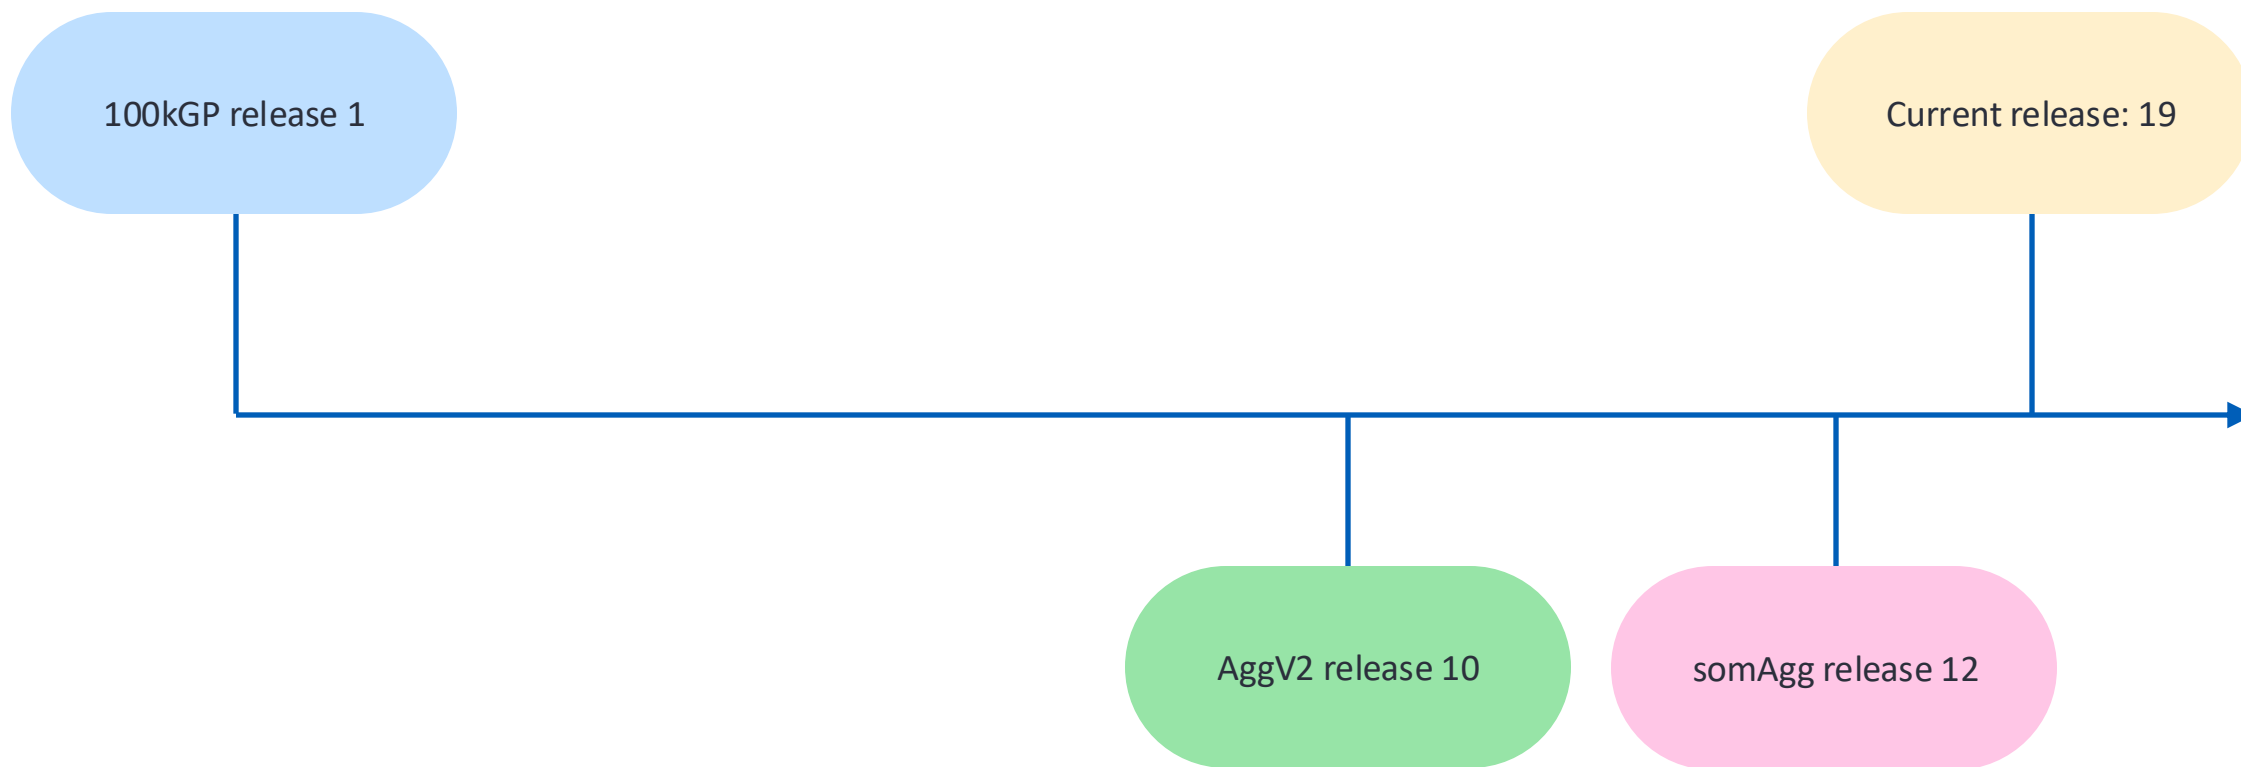 100kGP release 1
Current release: 19
AggV2 release 10
somAgg release 12